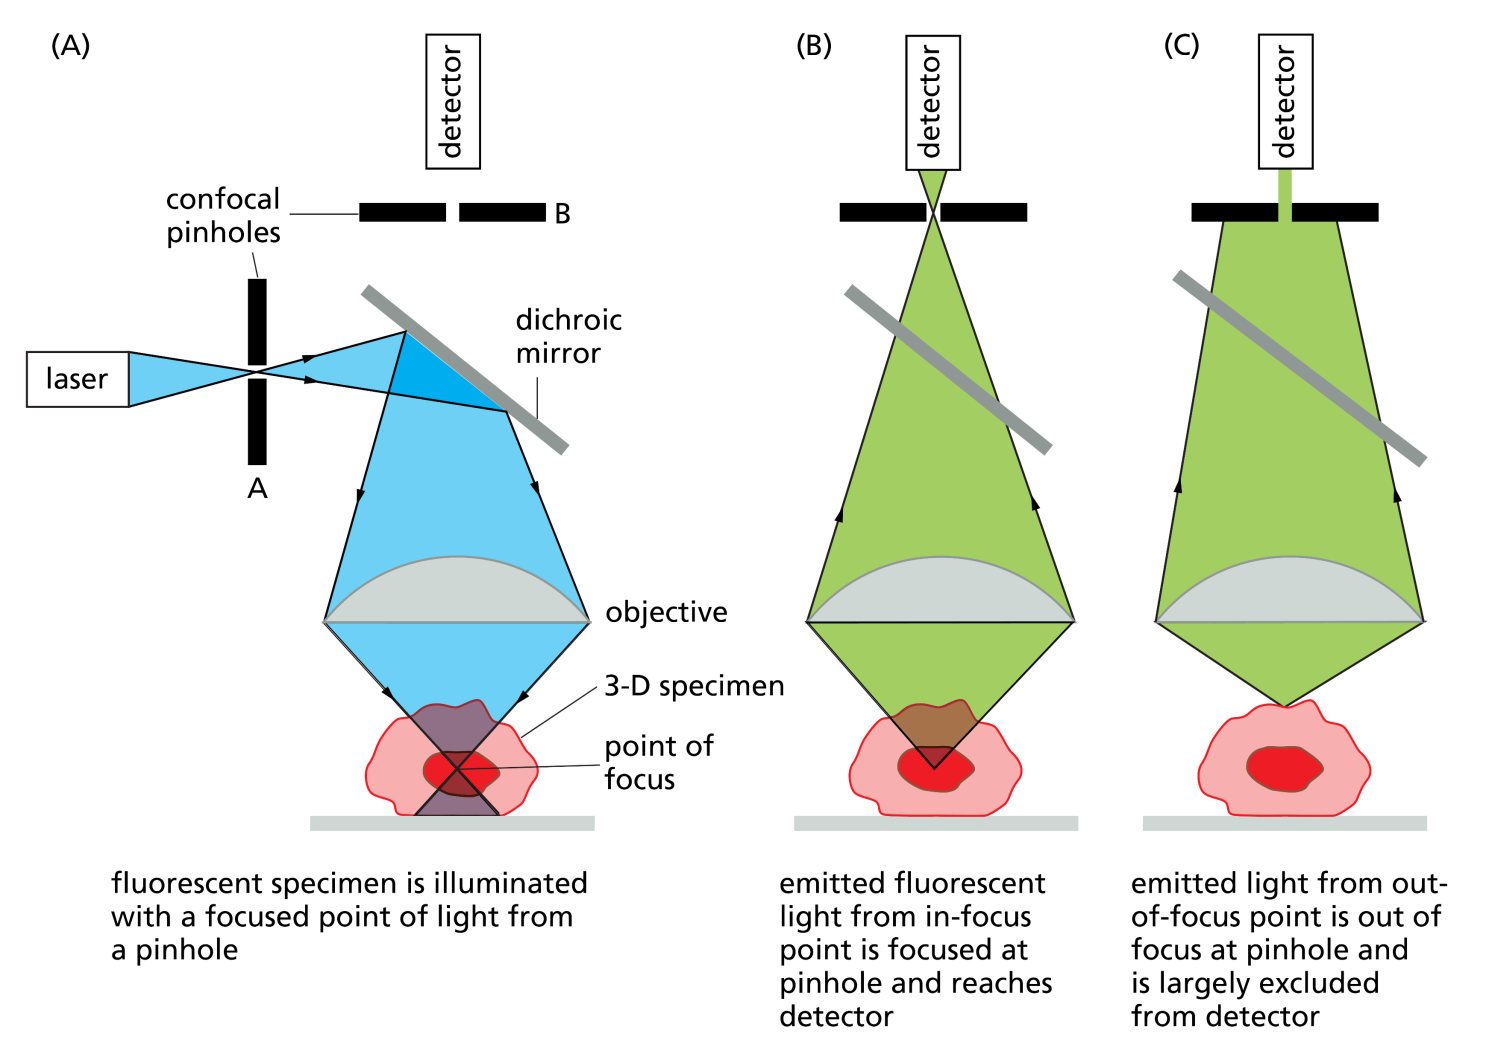 (A)
detector
confocal
pinholes
B
laser
A
dichroic
mirror
objective
3-D specimen
point of
focus
fluorescent specimen is illuminated
with a focused point of light from
a pinhole
(B)
detector
emitted fluorescent
light from in-focus
point is focused at
pinhole and reaches
detector
(C)
detector
emitted light from out-
of-focus point is out of
focus at pinhole and
is largely excluded
from detector